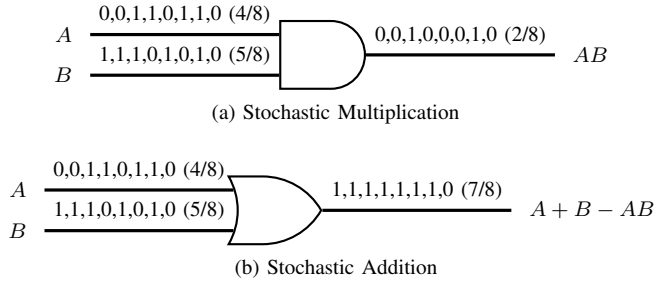 0,0,1,1,0,1,1,0 (4/8)
A
1,1,1,0,1,0,1,0 (5/8)
B
0,0,1,0,0,0,1,0 (2/8)
AB
(a) Stochastic Multiplication
0,0,1,1,0,1,1,0 (4/8)
A
1,1,1,0,1,0,1,0 (5/8)
B
1,1,1,1,1,1,1,0 (7/8)
A + B − AB
(b) Stochastic Addition